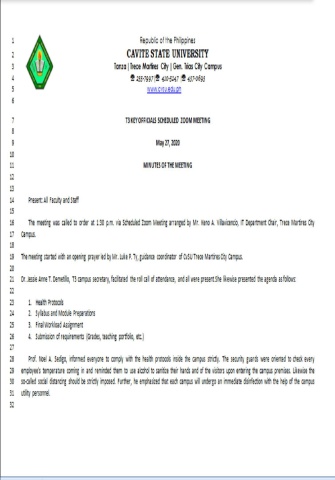 1 Republic of the Philippines
2 CAVITE STATE UNIVERSITY
3 Tanza | Trece Martires City | Gen. Trias City Campus
4
5 www.cvsu.edu.ph
6
7 T3 KEY OFFICIALS SCHEDULED ZOOM MEETING
8
9 May 27, 2020
10
11 MINUTES OF THE MEETING
12
13
14 Present: All Faculty and Staff
15
16 The meeting was called to order at 1:30 p.m. via Scheduled Zoom Meeting arranged by Mr. Keno A. Villavicencio, IT Department Chair, Trece Martires City
17 Campus.
18
19 The meeting started with an opening prayer led by Mr. Luke P. Ty, guidance coordinator of CvSU Trece Martires City Campus.
20
21 Dr. Jessie Anne T. Demetillo, T3 campus secretary, facilitated the roll call of attendance, and all were present.She likewise presented the agenda as follows:
22
23 1. Health Protocols
24 2. Syllabus and Module Preparations
25 3. Final Workload Assignment
26 4. Submission of requirements (Grades, teaching portfolio, etc.)
27
28 Prof. Noel A. Sedigo, informed everyone to comply with the health protocols inside the campus strictly. The security guards were oriented to check every
29 employee's temperature coming in and reminded them to use alcohol to sanitize their hands and of the visitors upon entering the campus premises. Likewise the
30 so-called social distancing should be strictly imposed. Further, he emphasized that each campus will undergo an immediate disinfection with the help of the campus
31 utility personnel.
32